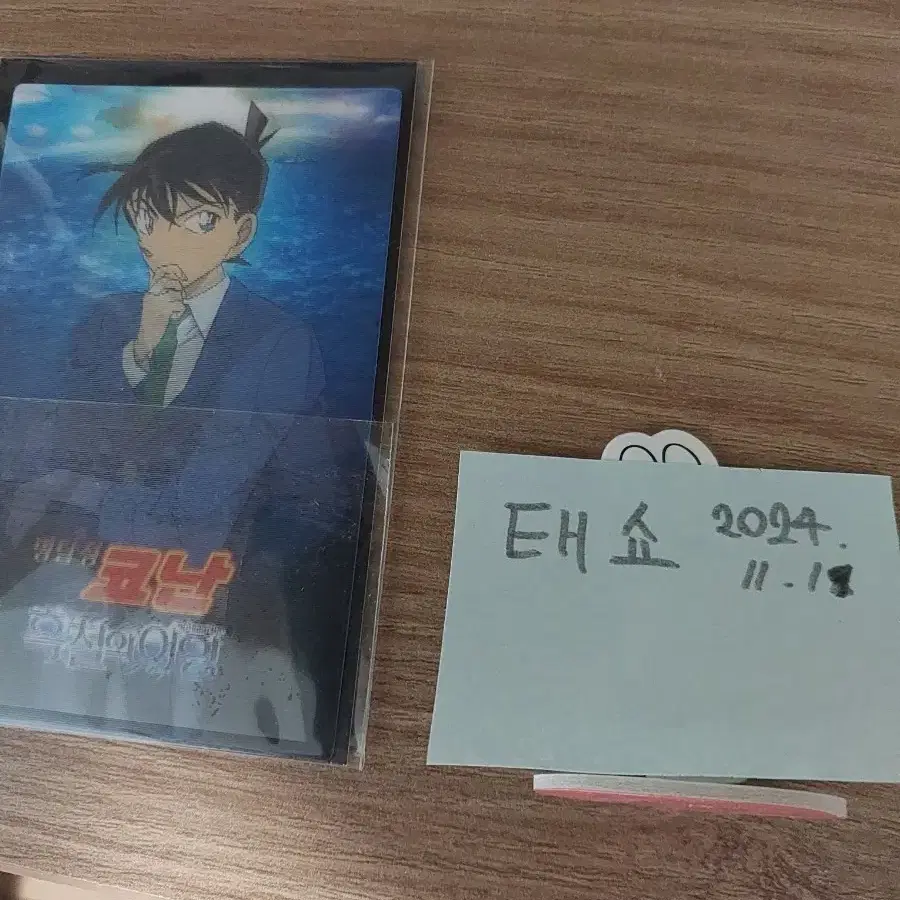 명탐정
코난
흑철의 어영
태쇼 2024.
11.1